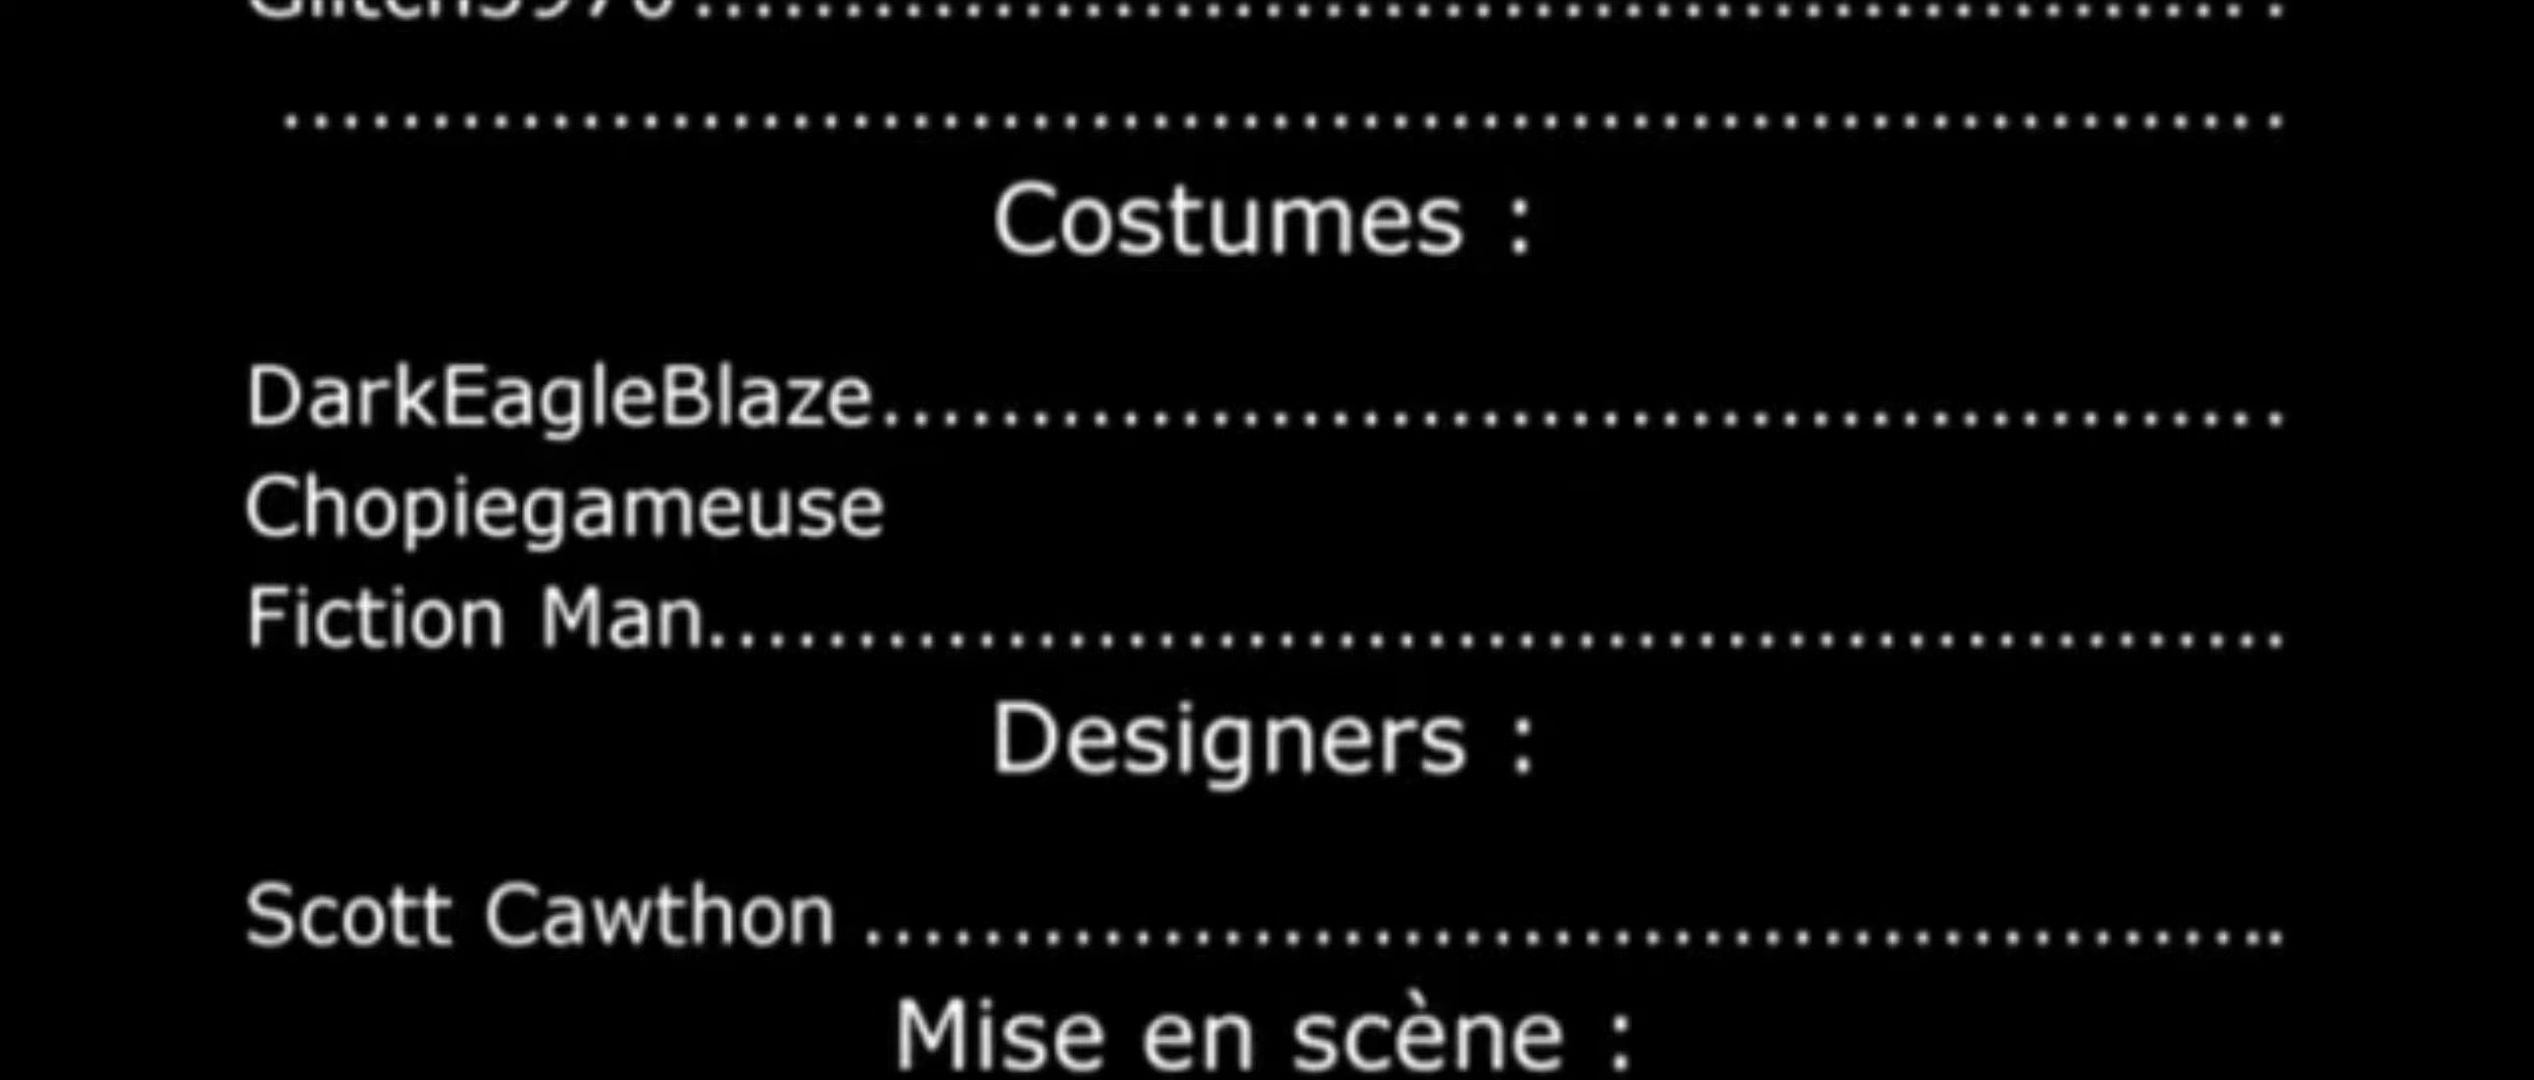 Costumes :
DarkEagleBlaze...............................................
Chopiegameuse
Fiction Man.....................................................
Designers :
Scott Cawthon ................................................
Mise en scène :